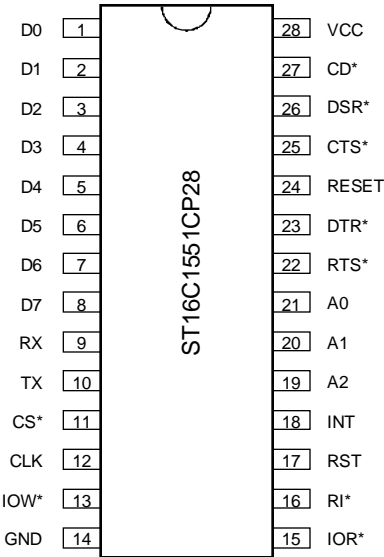 D0 1 28 VCC
D1 2 27 CD*
D2 3 26 DSR*
D3 4 25 CTS*
D4 5 24 RESET
D5 6 23 DTR*
D6 7 22 RTS*
D7 8 21 A0
RX 9 20 A1
TX 10 19 A2
CS* 11 18 INT
CLK 12 17 RST
IOW* 13 16 RI*
GND 14 15 IOR*
ST16C1551CP28